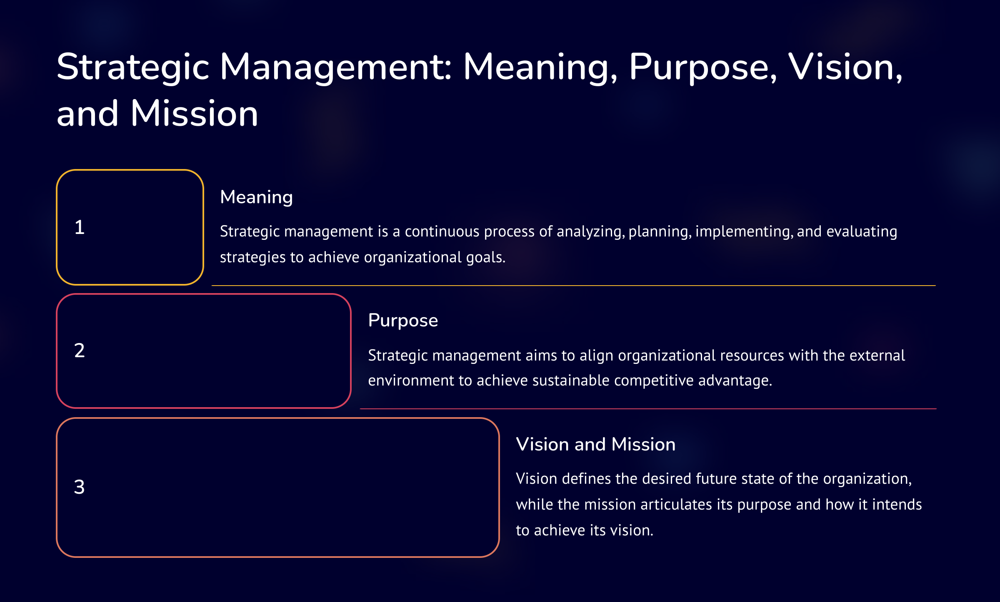 Strategic Management: Meaning, Purpose, Vision,
and Mission
1
Meaning
Strategic management is a continuous process of analyzing, planning, implementing, and evaluating
strategies to achieve organizational goals.
2
Purpose
Strategic management aims to align organizational resources with the external
environment to achieve sustainable competitive advantage.
3
Vision and Mission
Vision defines the desired future state of the organization,
while the mission articulates its purpose and how it intends
to achieve its vision.